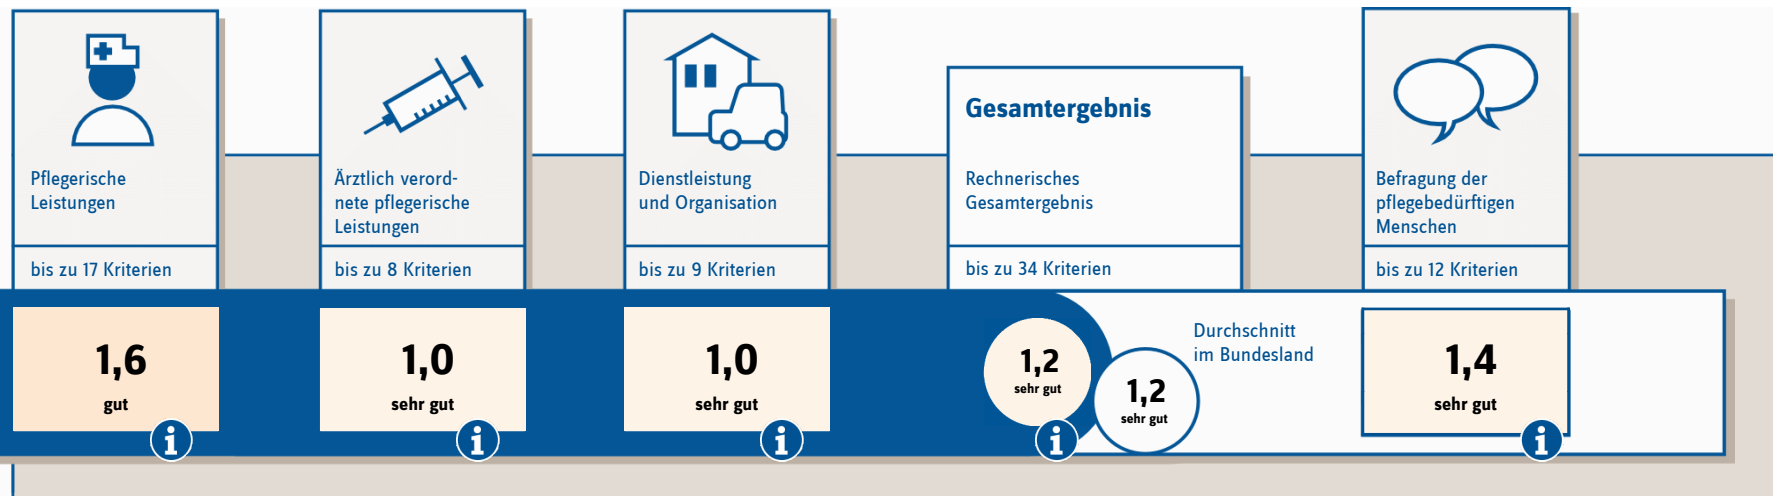 Pflegerische
Leistungen
bis zu 17 Kriterien
1,6
gut
i
Ärztlich verord-
nete pflegerische
Leistungen
bis zu 8 Kriterien
1,0
sehr gut
i
Dienstleistung
und Organisation
bis zu 9 Kriterien
1,0
sehr gut
i
Gesamtergebnis
Rechnerisches
Gesamtergebnis
bis zu 34 Kriterien
1,2
sehr gut
i
1,2
sehr gut
Durchschnitt
im Bundesland
Befragung der
pflegebedürftigen
Menschen
bis zu 12 Kriterien
1,4
sehr gut
i